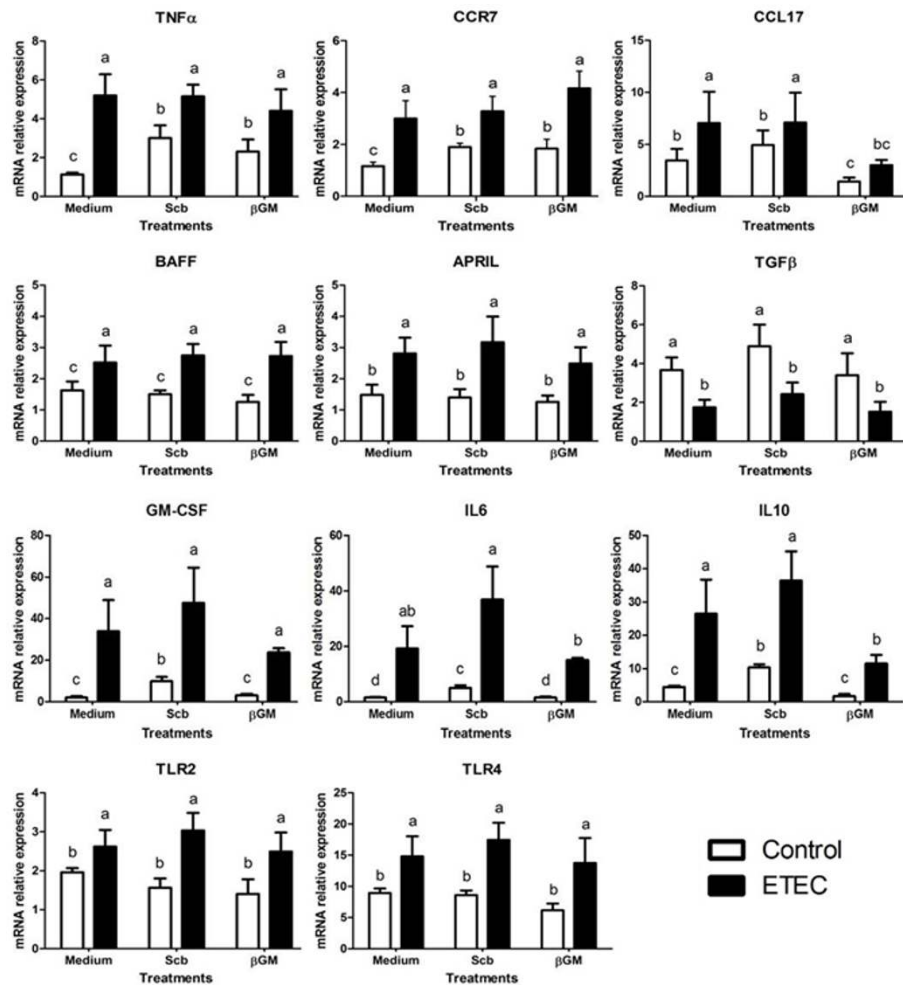 TNFα
mRNA relative expression
8
6
4
2
0
c
a
b
a
b
a
Medium
Scb
βGM
Treatments
CCR7
mRNA relative expression
6
4
2
0
c
a
b
a
b
a
Medium
Scb
βGM
Treatments
CCL17
mRNA relative expression
15
10
5
0
b
a
b
a
c
bc
Medium
Scb
βGM
Treatments
BAFF
mRNA relative expression
5
4
3
2
1
0
c
a
c
a
c
a
Medium
Scb
βGM
Treatments
APRIL
mRNA relative expression
5
4
3
2
1
0
b
a
b
a
b
a
Medium
Scb
βGM
Treatments
TGFβ
mRNA relative expression
8
6
4
2
0
a
b
a
b
a
b
Medium
Scb
βGM
Treatments
GM-CSF
mRNA relative expression
80
60
40
20
0
c
a
b
a
c
a
Medium
Scb
βGM
Treatments
IL6
mRNA relative expression
60
40
20
0
d
ab
c
a
d
b
Medium
Scb
βGM
Treatments
IL10
mRNA relative expression
50
40
30
20
10
0
c
a
b
a
c
b
Medium
Scb
βGM
Treatments
TLR2
mRNA relative expression
4
3
2
1
0
b
a
b
a
b
a
Medium
Scb
βGM
Treatments
TLR4
mRNA relative expression
25
20
15
10
5
0
b
a
b
a
b
a
Medium
Scb
βGM
Treatments
Control
ETEC